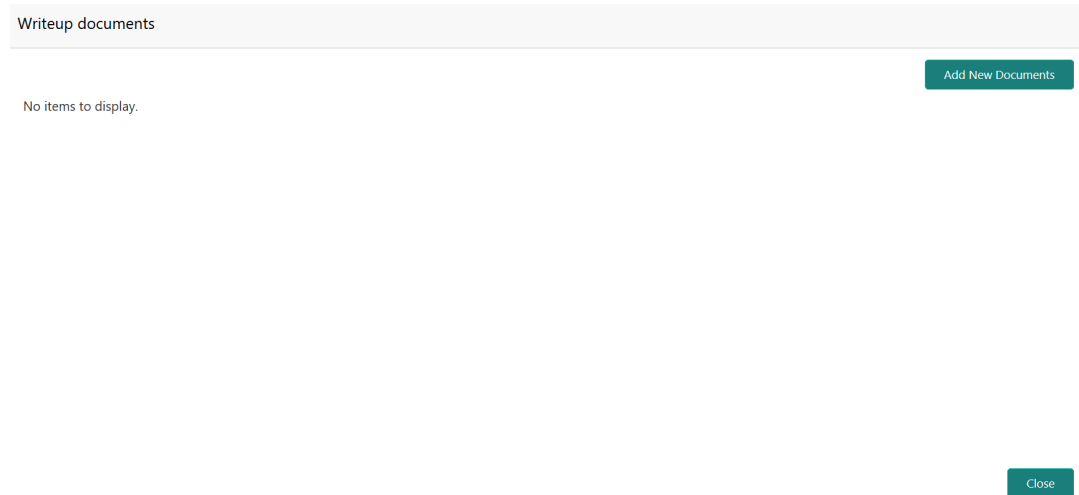 Writeup documents
Add New Documents
No items to display.
Close